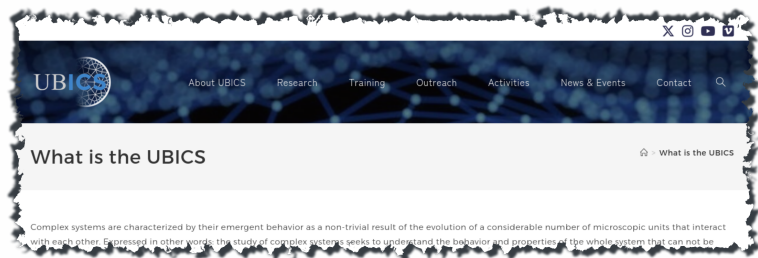 UBICS
About UBICS Research Training Outreach Activities News & Events Contact
What is the UBICS
> What is the UBICS
Complex systems are characterized by their emergent behavior as a non-trivial result of the evolution of a considerable number of microscopic units that interact
with each other. Expressed in other words: the study of complex systems seeks to understand the behavior and properties of the whole system that can not be